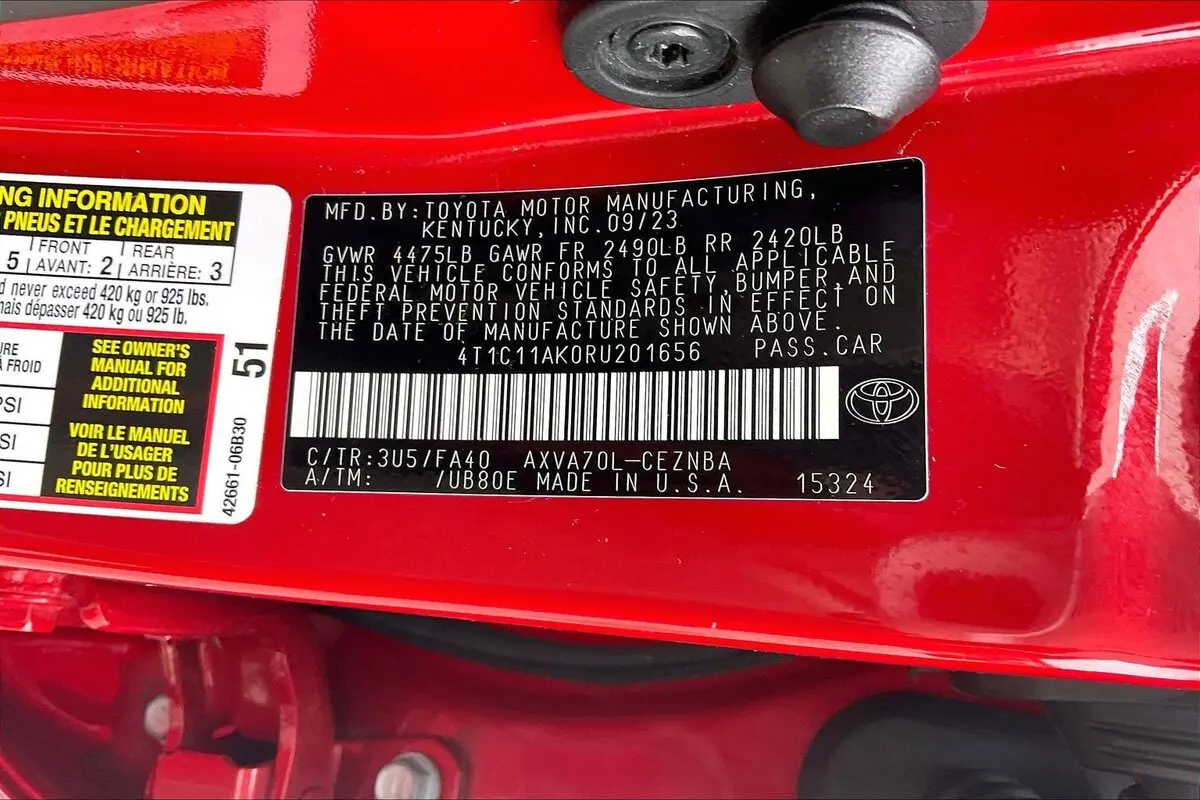 NG INFORMATION
PNEUS ET LE CHARGEMENT
5 FRONT AVANT: 2 REAR ARRIÈRE: 3
d never exceed 420 kg or 925 lbs.
mais dépasser 420 kg ou 925 lb.
URE
À FROID
PSI
SI
SI
SEE OWNER'S
MANUAL FOR
ADDITIONAL
INFORMATION
VOIR LE MANUEL
DE L'USAGER
POUR PLUS DE
RENSEIGNEMENTS
51
42661-06B30
MFD.BY:TOYOTA MOTOR MANUFACTURING,
KENTUCKY,INC.09/23
GVWR 4475LB GAWR FR 2490LB RR 2420LB
THIS VEHICLE CONFORMS TO ALL APPLICABLE
FEDERAL MOTOR VEHICLE SAFETY,BUMPER,AND
THEFT PREVENTION STANDARDS IN EFFECT ON
THE DATE OF MANUFACTURE SHOWN ABOVE.
4T1C11AK0RU201656 PASS.CAR
C/TR:3U5/FA40 AXVA70L-CEZNBA
A/TM: /UB80E MADE IN U.S.A. 15324